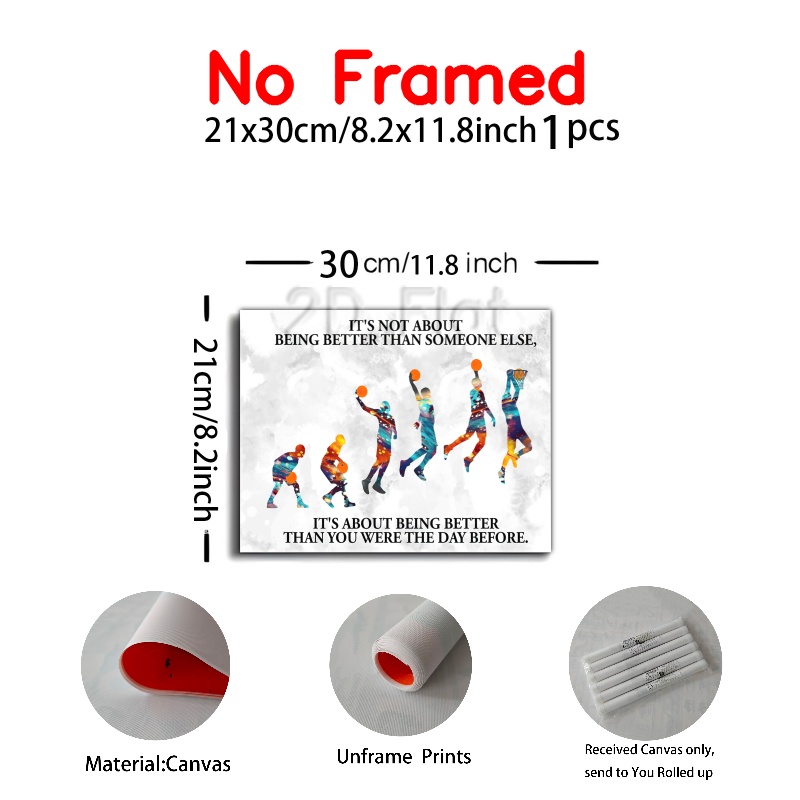 No Framed
21x30cm/8.2x11.8inch 1 pcs
30 cm/11.8 inch
2D Flat
21cm/8.2inch
IT'S NOT ABOUT
BEING BETTER THAN SOMEONE ELSE,
IT'S ABOUT BEING BETTER
THAN YOU WERE THE DAY BEFORE.
Material:Canvas
Unframe Prints
Received Canvas only,
send to You Rolled up